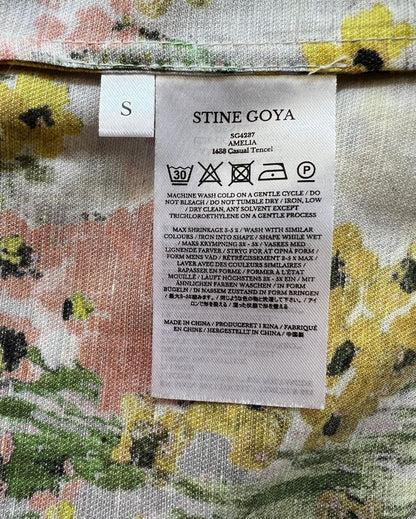 S
STINE GOYA
SG4237
AMELIA
1458 Casual Tencel
30
P
MACHINE WASH COLD ON A GENTLE CYCLE / DO
NOT BLEACH / DO NOT TUMBLE DRY / IRON, LOW
/ DRY CLEAN, ANY SOLVENT EXCEPT
TRICHLOROETHYLENE ON A GENTLE PROCESS
MAX SHRINKAGE 3-5 % / WASH WITH SIMILAR
COLOURS / IRON INTO SHAPE/ SHAPE WHILE WET
/ MAKS KRYMPNING 3% - 5% / VASKES MED
LIGNENDE FARVER / STRYG FOR AT OPNÅ FORM /
FORM MENS VÅD / RÉTRÉCISSEMENT 3-5 % MAX /
LAVER AVEC DES COULEURS SIMILAIRES /
RAPASSER EN FORME / FORMER A L'ÉTAT
MOUILLÉ / LÄUFT HÖCHSTENS 3% - 5% EIN / MIT
ÄHNLICHEN FARBEN WASCHEN / IN FORM
BÜGELN / IN NASSEM ZUSTAND IN FORM BRINGEN
MADE IN CHINA / PRODUCERET I KINA / FABRIQUÉ
EN CHINE / HERGESTELLT IN CHINA / 中国製